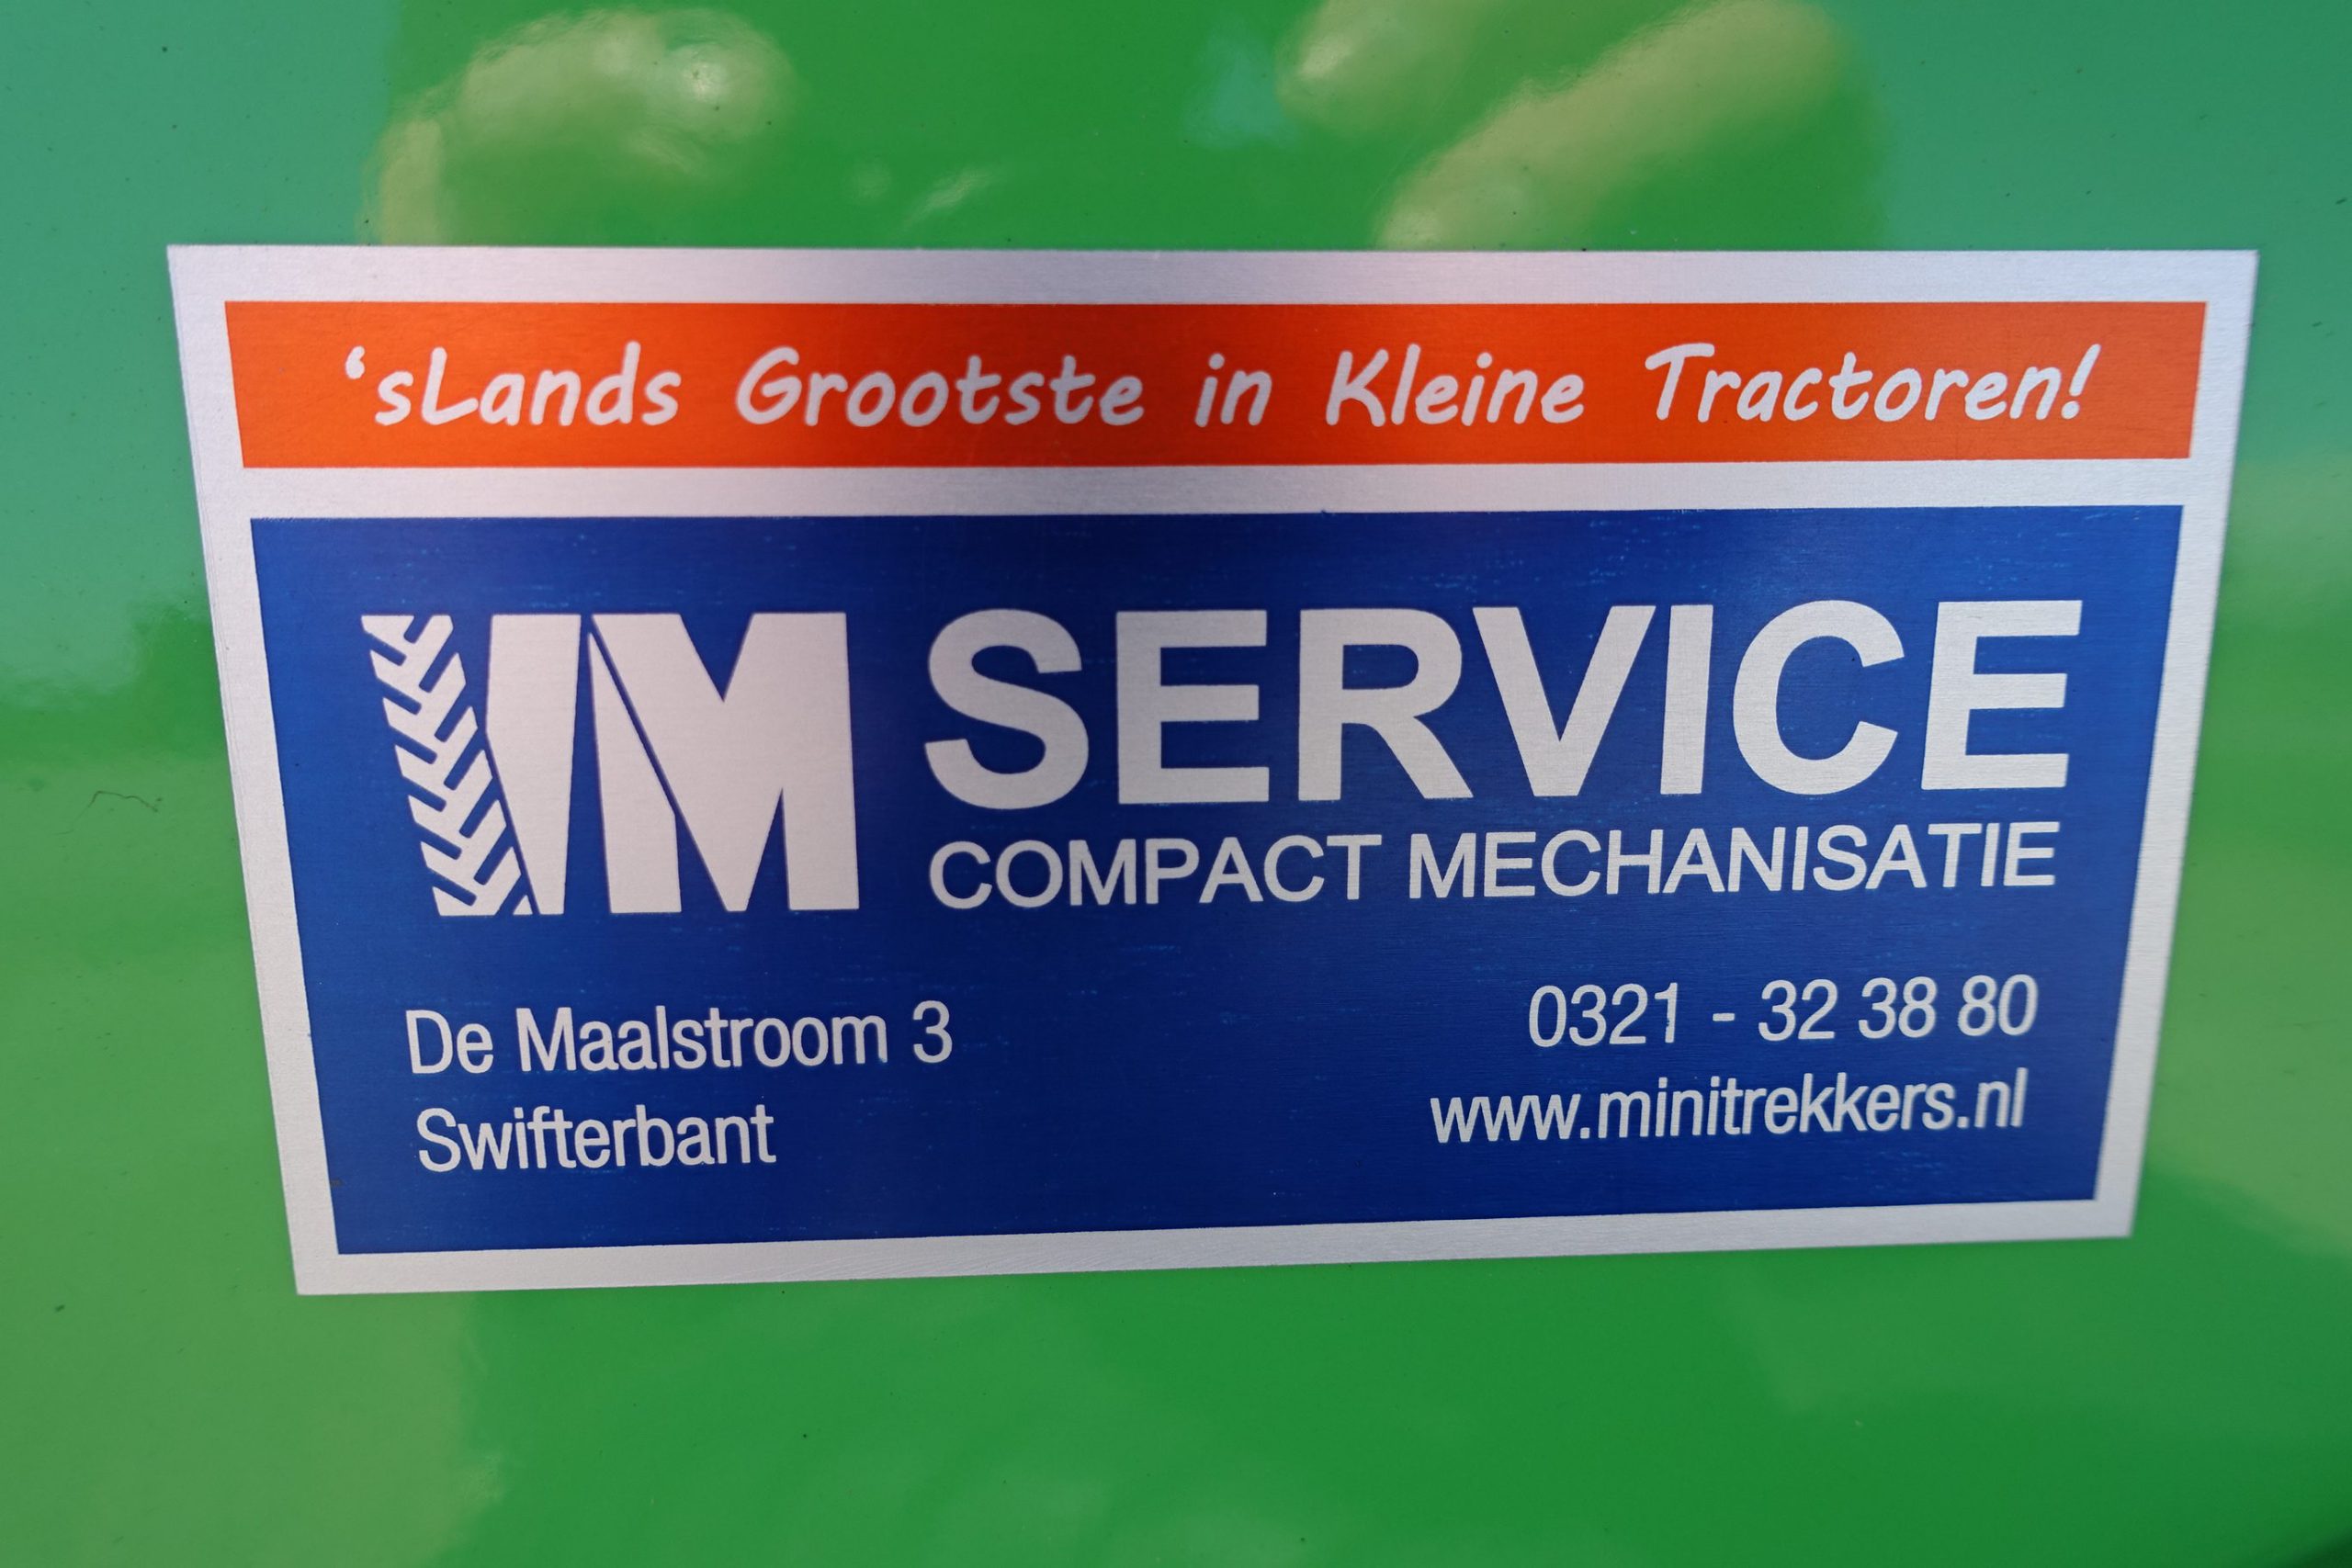 ‘sLands Grootste in Kleine Tractoren!
VM SERVICE
COMPACT MECHANISATIE
De Maalstroom 3
Swifterbant
0321 - 32 38 80
www.minitrekkers.nl